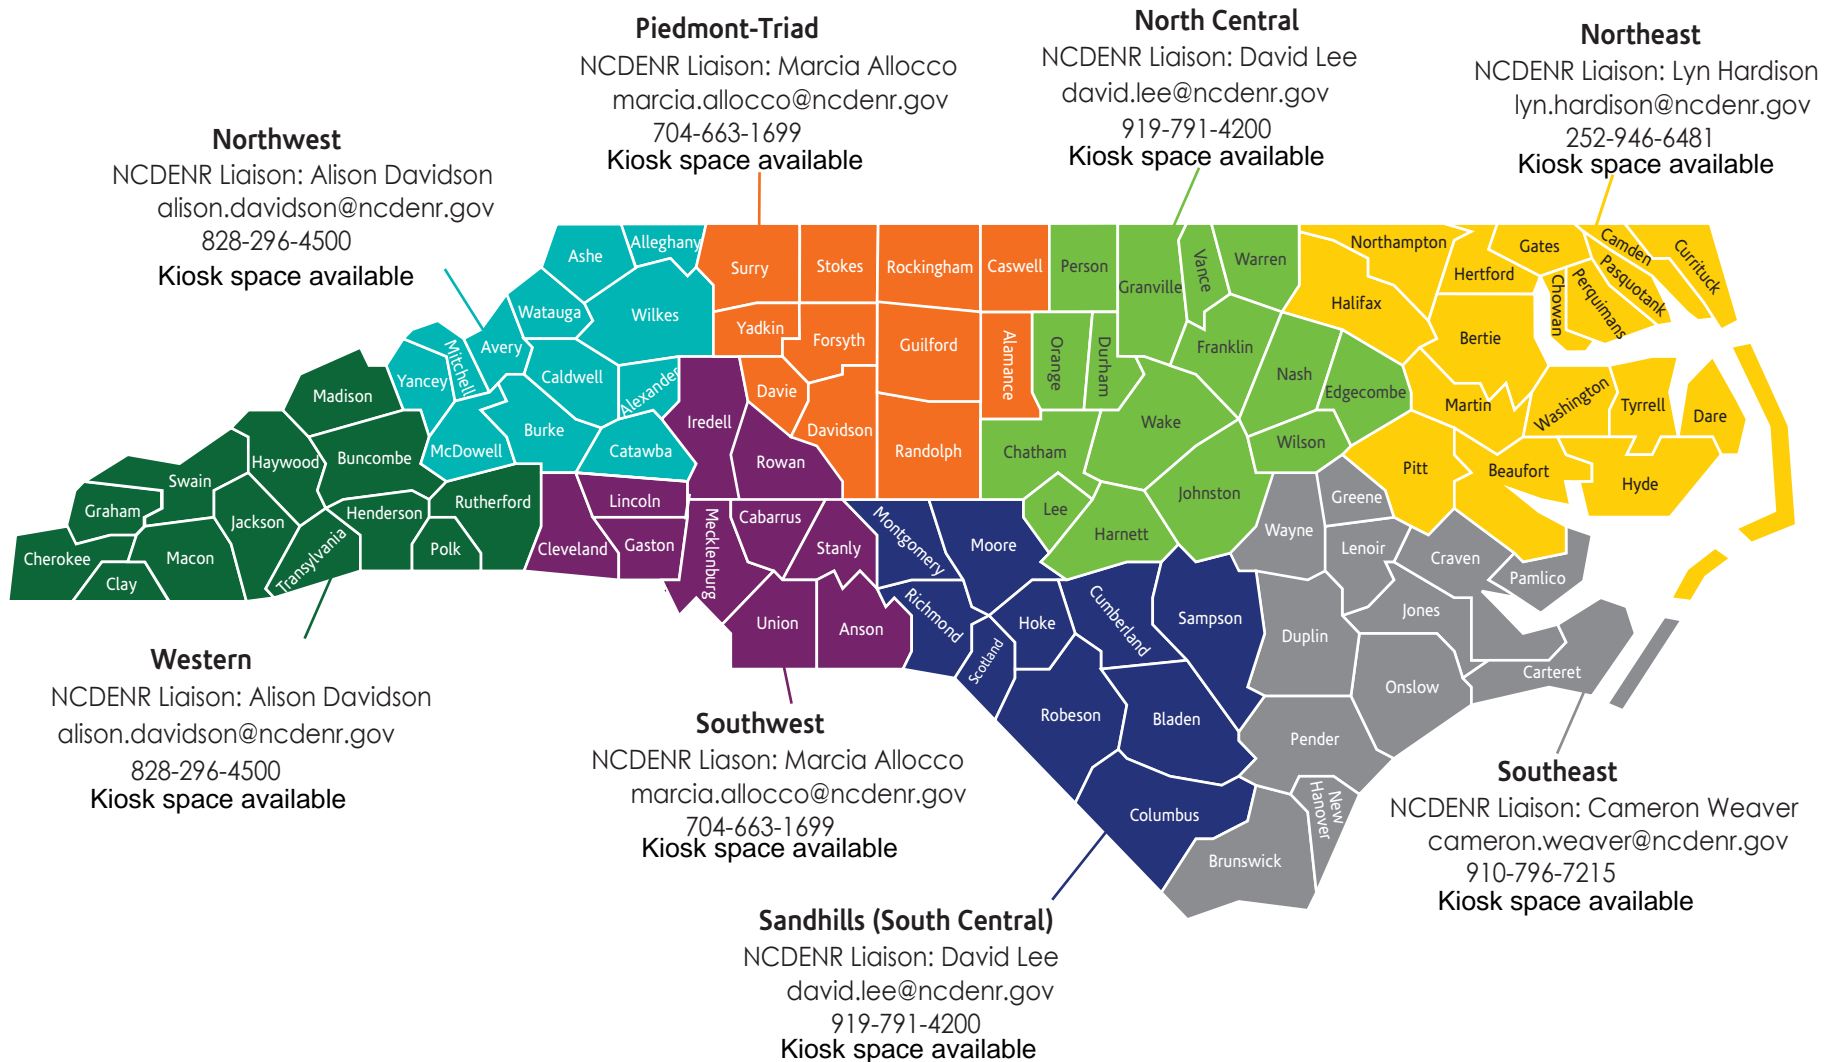 Piedmont-Triad
NCDENR Liaison: Marcia Allocco
marcia.allocco@ncdenr.gov
704-663-1699
Kiosk space available
North Central
NCDENR Liaison: David Lee
david.lee@ncdenr.gov
919-791-4200
Kiosk space available
Northeast
NCDENR Liaison: Lyn Hardison
lyn.hardison@ncdenr.gov
252-946-6481
Kiosk space available
Northwest
NCDENR Liaison: Alison Davidson
alison.davidson@ncdenr.gov
828-296-4500
Kiosk space available
Ashe
Alleghany
Surry
Stokes
Rockingham
Caswell
Person
Granville
Vance
Warren
Northampton
Hertford
Gates
Camden
Currituck
Pasquotank
Perquimans
Chowan
Halifax
Bertie
Watauga
Wilkes
Yadkin
Forsyth
Guilford
Alamance
Orange
Durham
Franklin
Nash
Edgecombe
Martin
Washington
Tyrrell
Dare
Avery
Mitchell
Yancey
Caldwell
Alexander
Iredell
Davie
Davidson
Randolph
Chatham
Wake
Wilson
Pitt
Beaufort
Hyde
Madison
Buncombe
McDowell
Burke
Catawba
Rowan
Johnston
Greene
Haywood
Swain
Graham
Cherokee
Clay
Macon
Jackson
Transylvania
Henderson
Polk
Rutherford
Cleveland
Lincoln
Gaston
Mecklenburg
Cabarrus
Stanly
Union
Anson
Montgomery
Moore
Lee
Harnett
Wayne
Lenoir
Craven
Pamlico
Jones
Richmond
Scotland
Hoke
Cumberland
Sampson
Duplin
Onslow
Carteret
Robeson
Bladen
Pender
Columbus
Brunswick
New
Hanover
Western
NCDENR Liaison: Alison Davidson
alison.davidson@ncdenr.gov
828-296-4500
Kiosk space available
Southwest
NCDENR Liason: Marcia Allocco
marcia.allocco@ncdenr.gov
704-663-1699
Kiosk space available
Southeast
NCDENR Liaison: Cameron Weaver
cameron.weaver@ncdenr.gov
910-796-7215
Kiosk space available
Sandhills (South Central)
NCDENR Liaison: David Lee
david.lee@ncdenr.gov
919-791-4200
Kiosk space available